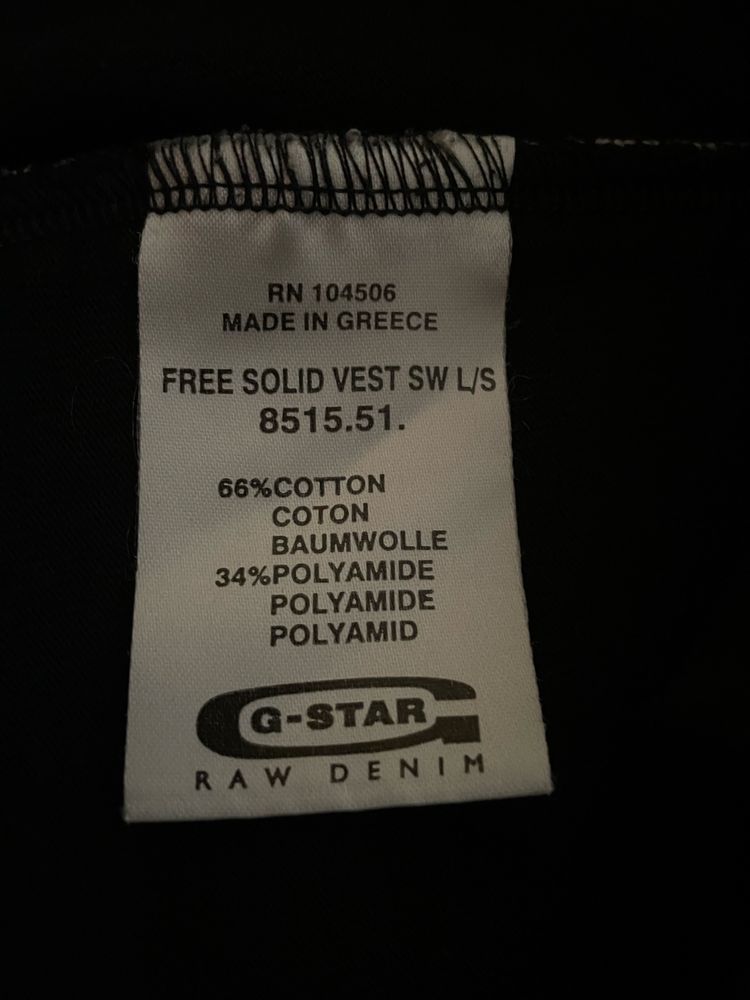 RN 104506
MADE IN GREECE
FREE SOLID VEST SW L/S
8515.51.
66%COTTON
COTON
BAUMWOLLE
34%POLYAMIDE
POLYAMIDE
POLYAMID
G-STAR
RAW DENIM